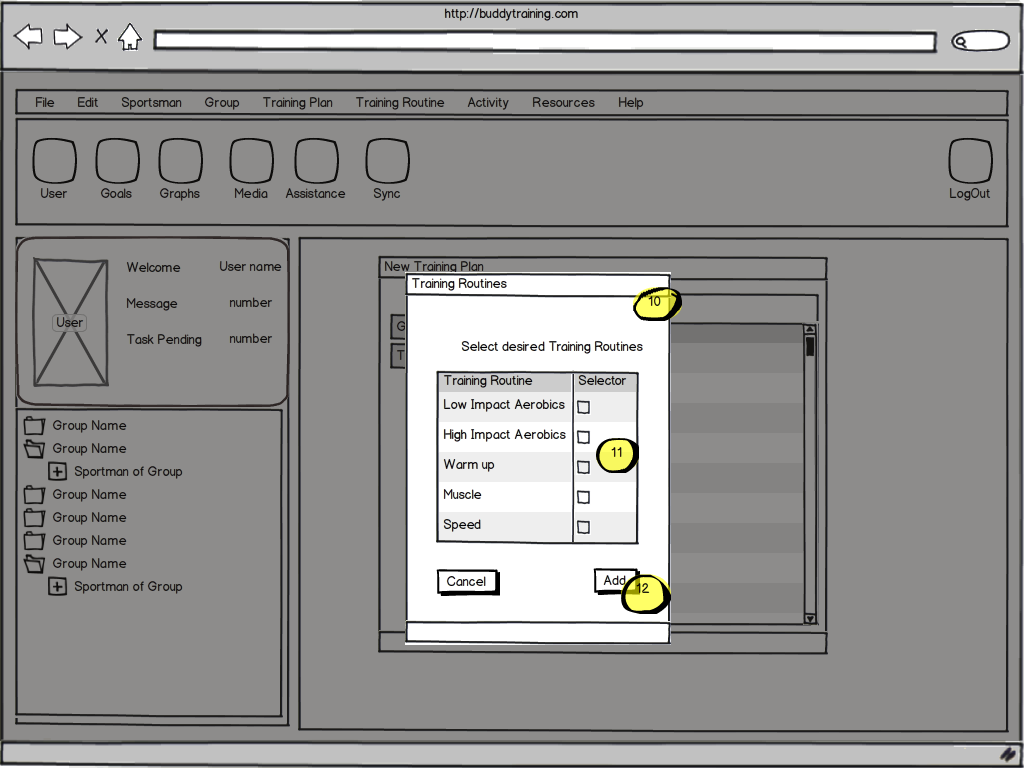 http://buddytraining.com
File Edit Sportsman Group Training Plan Training Routine Activity Resources Help
User Goals Graphs Media Assistance Sync LogOut
Welcome User name
Message number
User
Task Pending number
Group Name
Group Name
Sportman of Group
Group Name
Group Name
Group Name
Group Name
Sportman of Group
New Training Plan
G
T
Training Routines
10
Select desired Training Routines
Training Routine Selector
Low Impact Aerobics
High Impact Aerobics
11
Warm up
Muscle
Speed
Cancel Add
12